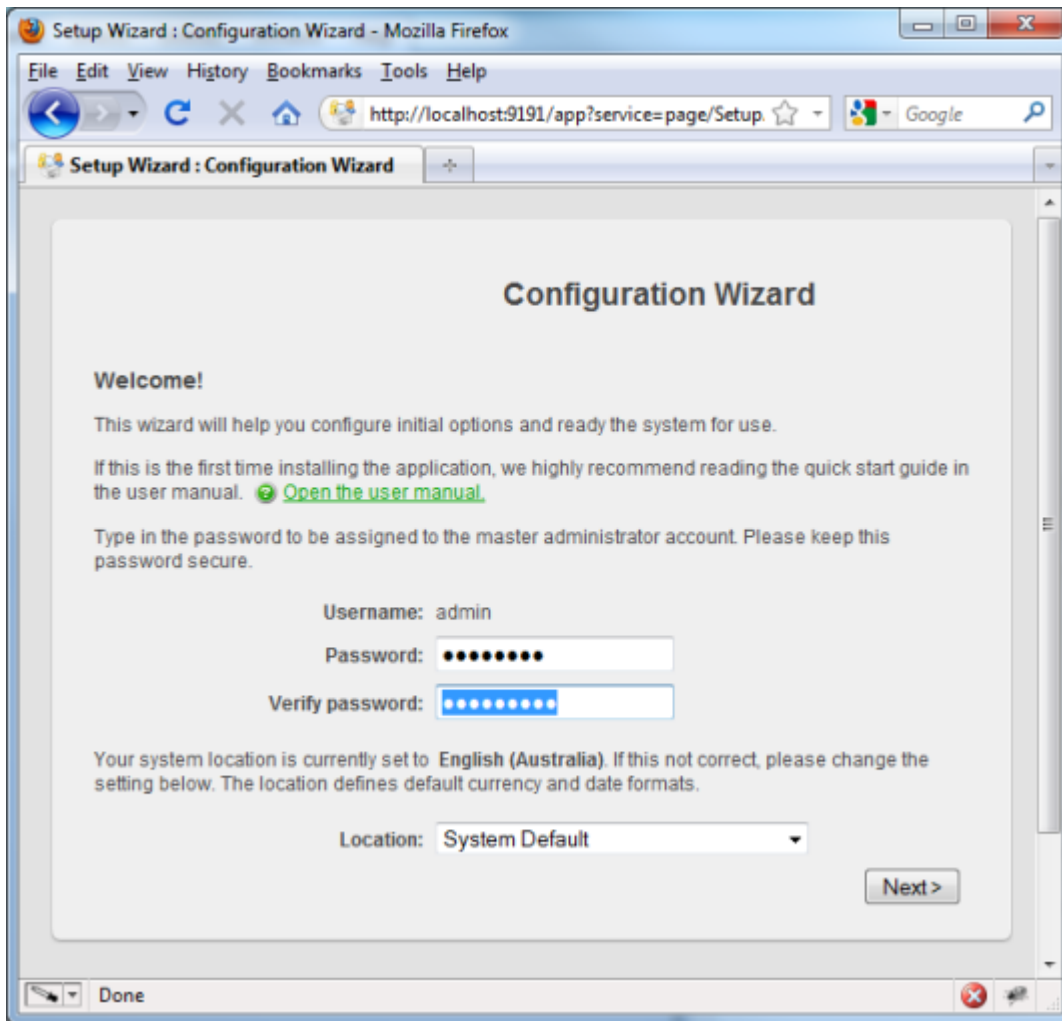 Setup Wizard : Configuration Wizard - Mozilla Firefox
File Edit View History Bookmarks Tools Help
http://localhost:9191/app?service=page/Setup. Google
Setup Wizard : Configuration Wizard
Configuration Wizard
Welcome!
This wizard will help you configure initial options and ready the system for use.
If this is the first time installing the application, we highly recommend reading the quick start guide in
the user manual. Open the user manual.
Type in the password to be assigned to the master administrator account. Please keep this
password secure.
Username: admin
Password: ●●●●●●●●
Verify password: ●●●●●●●●●
Your system location is currently set to English (Australia). If this not correct, please change the
setting below. The location defines default currency and date formats.
Location: System Default
Next >
Done